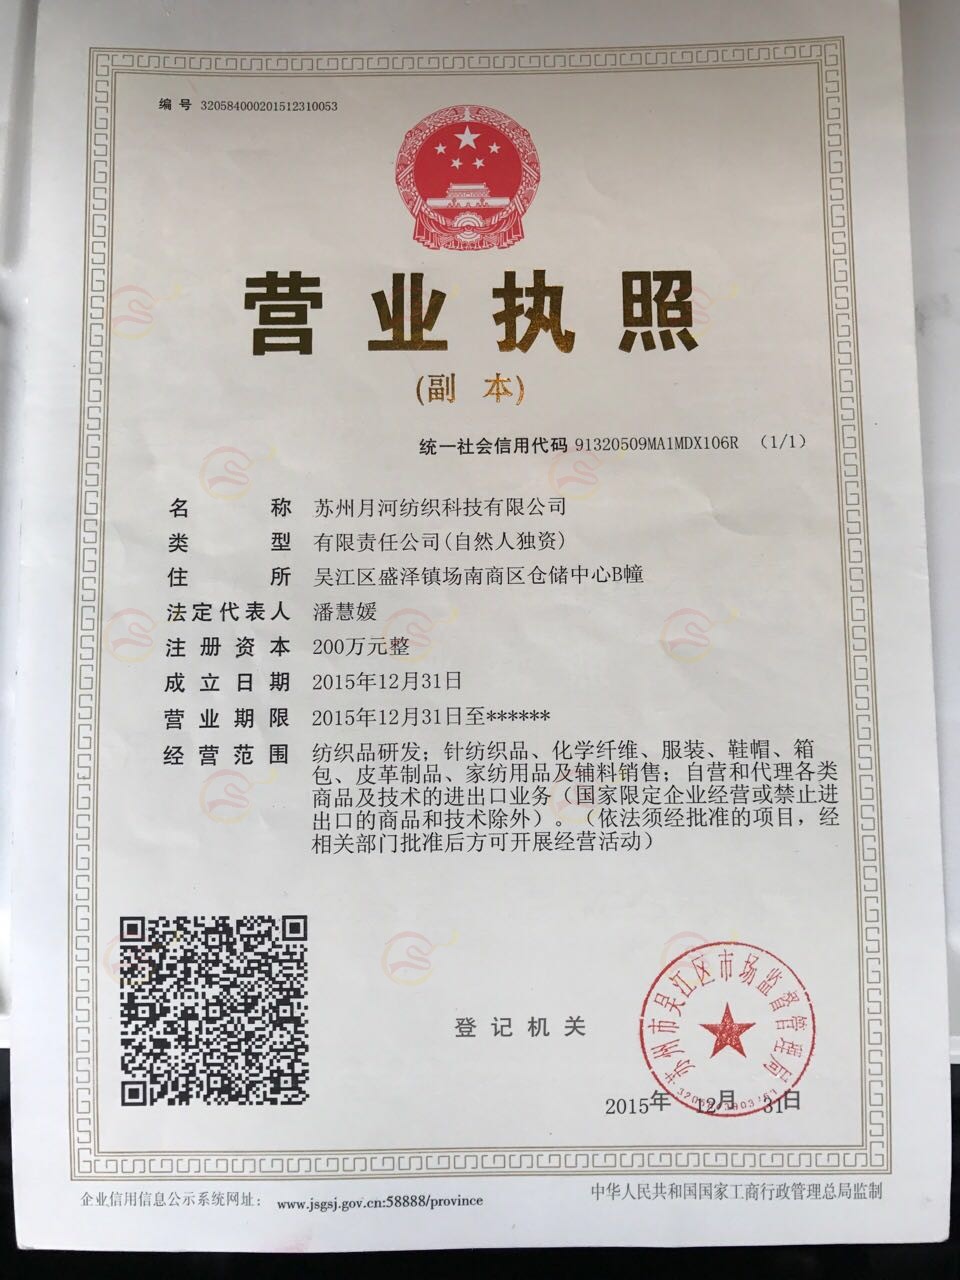 编 号 320584000201512310053
营 业 执 照
(副 本)
统一社会信用代码 91320509MA1MDX106R （1/1）
名 称 苏州月河纺织科技有限公司
类 型 有限责任公司(自然人独资)
住 所 吴江区盛泽镇场南商区仓储中心B幢
法定代表人 潘慧媛
注 册 资 本 200万元整
成 立 日 期 2015年12月31日
营 业 期 限 2015年12月31日至******
经 营 范 围 纺织品研发；针纺织品、化学纤维、服装、鞋帽、箱
包、皮革制品、家纺用品及辅料销售；自营和代理各类
商品及技术的进出口业务（国家限定企业经营或禁止进
出口的商品和技术除外）。（依法须经批准的项目，经
相关部门批准后方可开展经营活动）
苏州市吴江区市场监督管理局
登 记 机 关
2015年 12月 31日
企业信用信息公示系统网址： www.jsgsj.gov.cn:58888/province
中华人民共和国国家工商行政管理总局监制